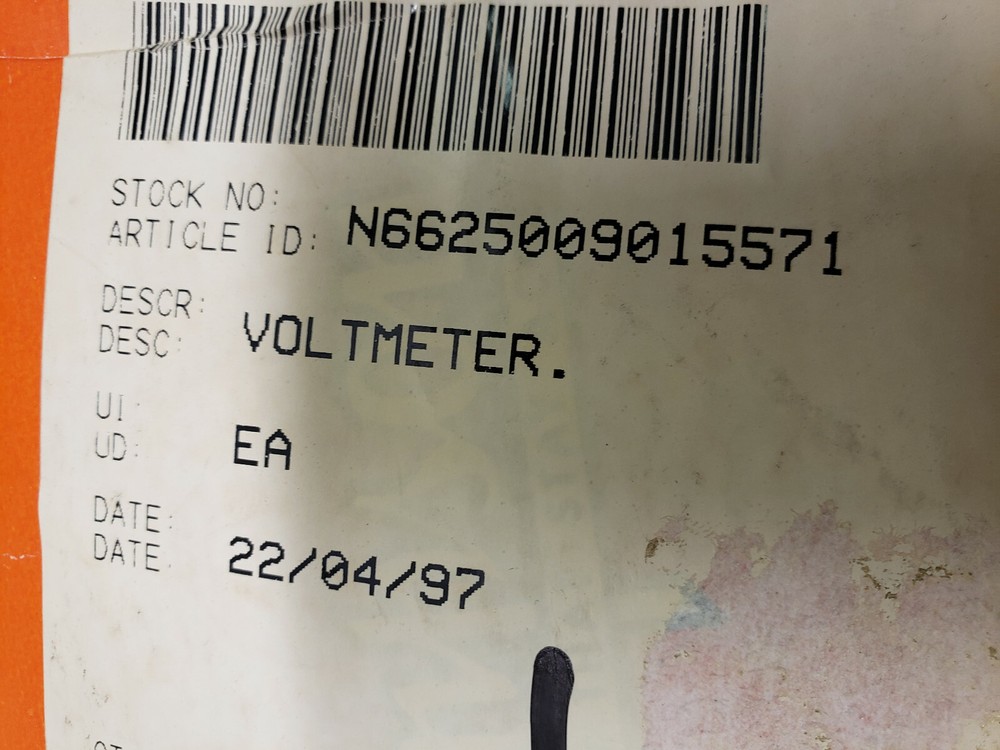 STOCK NO:
ARTICLE ID: N6625009015571
DESCR:
DESC: VOLTMETER.
UI:
UD: EA
DATE:
DATE: 22/04/97